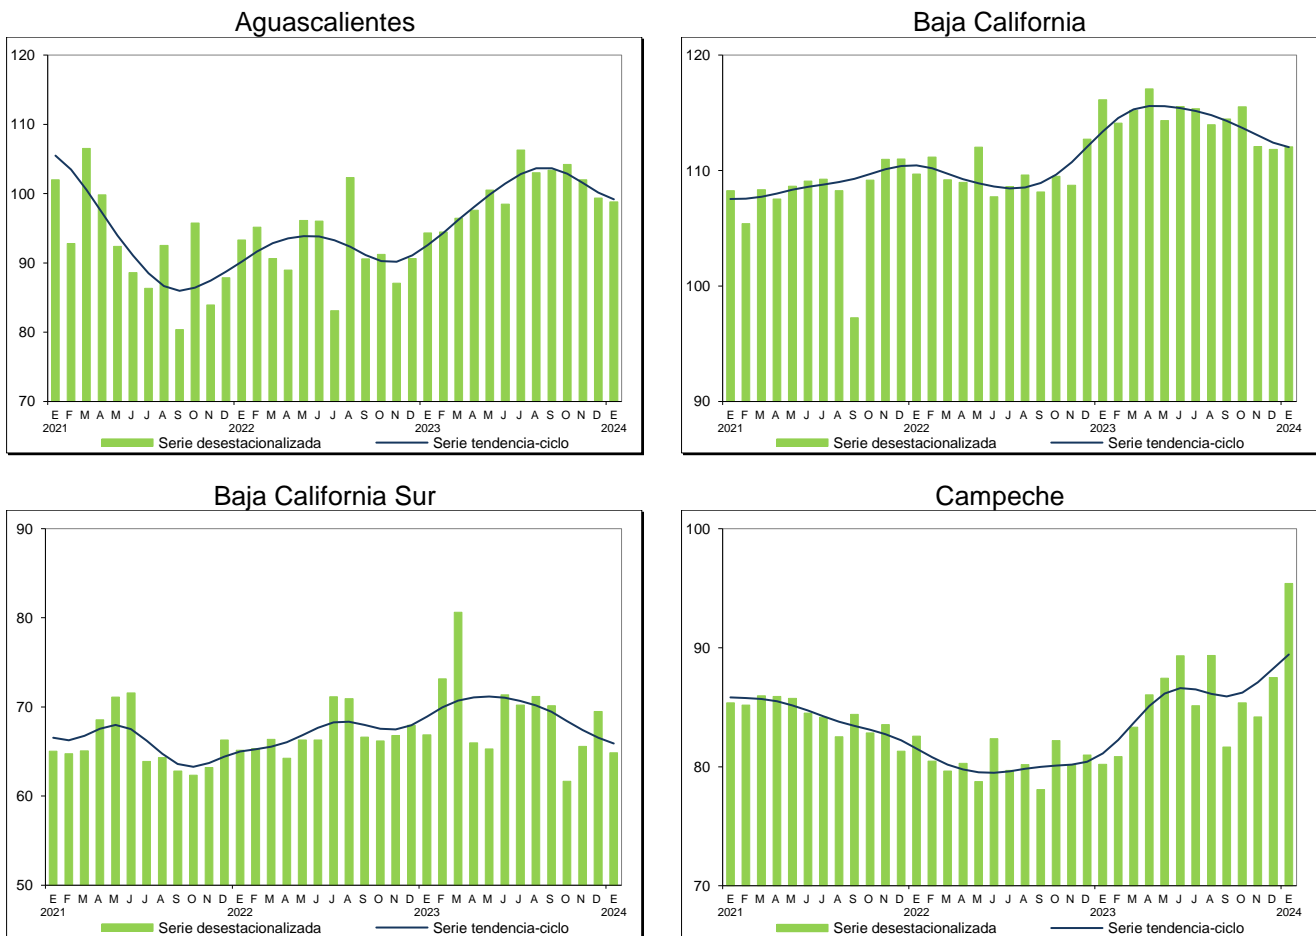 Aguascalientes
120
110
100
90
80
70
E F M A M J J A S O N D E F M A M J J A S O N D E F M A M J J A S O N D E
2021 2022 2023 2024
Serie desestacionalizada Serie tendencia-ciclo
Baja California
120
110
100
90
E F M A M J J A S O N D E F M A M J J A S O N D E F M A M J J A S O N D E
2021 2022 2023 2024
Serie desestacionalizada Serie tendencia-ciclo
Baja California Sur
90
80
70
60
50
E F M A M J J A S O N D E F M A M J J A S O N D E F M A M J J A S O N D E
2021 2022 2023 2024
Serie desestacionalizada Serie tendencia-ciclo
Campeche
100
90
80
70
E F M A M J J A S O N D E F M A M J J A S O N D E F M A M J J A S O N D E
2021 2022 2023 2024
Serie desestacionalizada Serie tendencia-ciclo